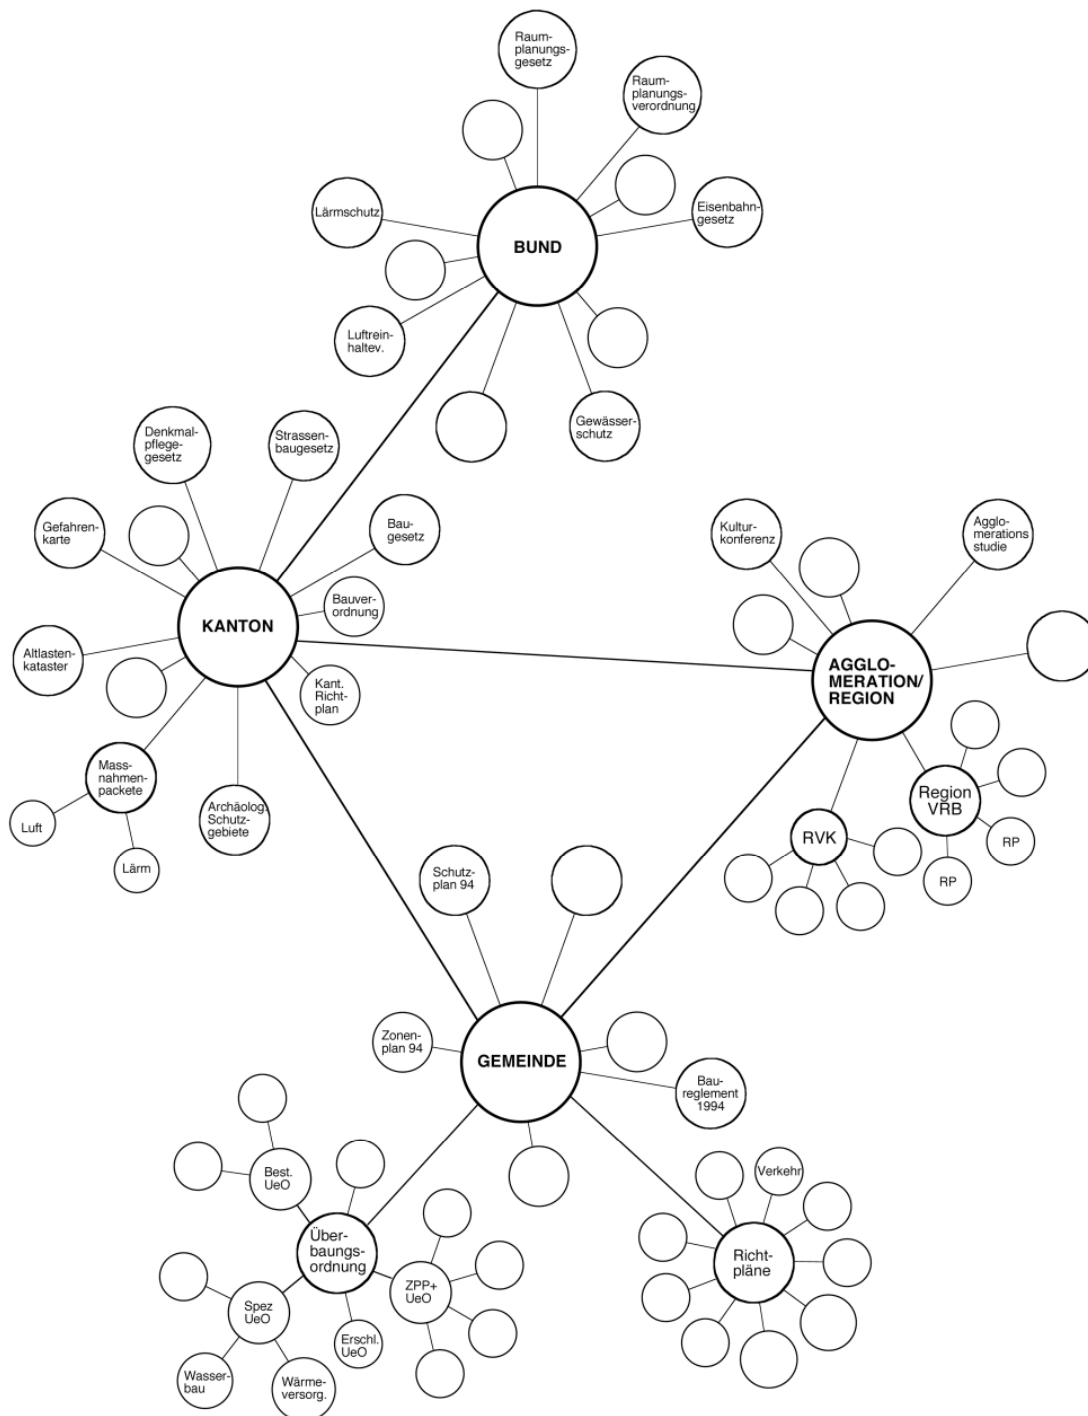 Raum-
planungs-
gesetz
Raum-
planungs-
verordnung
Lärmschutz
Eisenbahn-
gesetz
BUND
Luftrein-
haltev.
Gewässer-
schutz
Denkmal-
pflege-
gesetz
Strassen-
baugesetz
Gefahren-
karte
Bau-
gesetz
Bauver-
ordnung
KANTON
Altlasten-
kataster
Kant.
Richt-
plan
Mass-
nahmen-
packete
Archäolog.
Schutz-
gebiete
Luft
Lärm
Kultur-
konferenz
Agglo-
merations
studie
AGGLO-
MERATION/
REGION
Region
VRB
RVK
RP
RP
Schutz-
plan 94
Zonen-
plan 94
GEMEINDE
Bau-
reglement
1994
Best.
UeO
Über-
baungs-
ordnung
ZPP+
UeO
Spez
UeO
Erschl.
UeO
Wasser-
bau
Wärme-
versorg.
Verkehr
Richt-
pläne